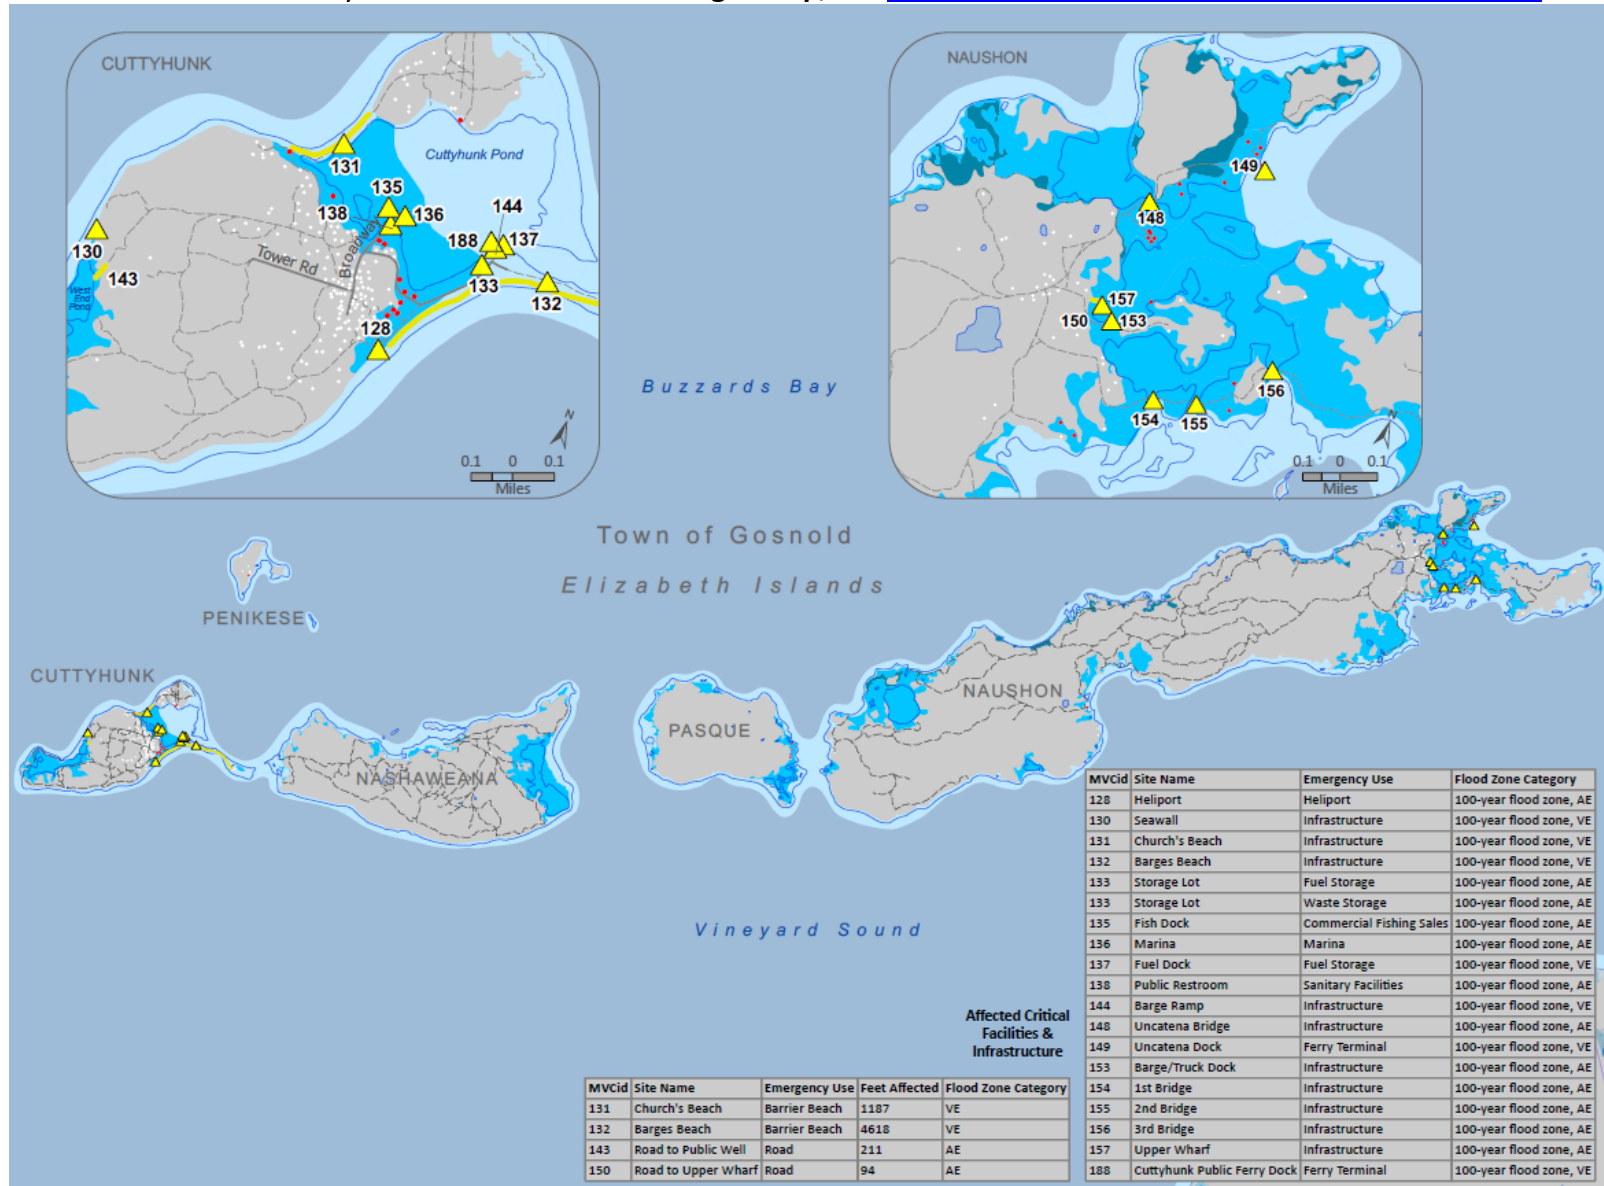 CUTTYHUNK
Cuttyhunk Pond
131
135
138
136
144
188
137
130
143
Tower Rd
Broadway
133
132
West
End
Pond
128
N
0.1 0 0.1
Miles
NAUSHON
149
148
157
150
153
156
154
155
N
0.1 0 0.1
Miles
Buzzards Bay
Town of Gosnold
Elizabeth Islands
PENIKESE
CUTTYHUNK
NASHAWEANA
PASQUE
NAUSHON
Vineyard Sound
MVCid Site Name Emergency Use Flood Zone Category
128 Heliport Heliport 100-year flood zone, AE
130 Seawall Infrastructure 100-year flood zone, VE
131 Church's Beach Infrastructure 100-year flood zone, VE
132 Barges Beach Infrastructure 100-year flood zone, VE
133 Storage Lot Fuel Storage 100-year flood zone, AE
133 Storage Lot Waste Storage 100-year flood zone, AE
135 Fish Dock Commercial Fishing Sales 100-year flood zone, AE
136 Marina Marina 100-year flood zone, AE
137 Fuel Dock Fuel Storage 100-year flood zone, VE
138 Public Restroom Sanitary Facilities 100-year flood zone, AE
144 Barge Ramp Infrastructure 100-year flood zone, VE
148 Uncatena Bridge Infrastructure 100-year flood zone, AE
149 Uncatena Dock Ferry Terminal 100-year flood zone, VE
153 Barge/Truck Dock Infrastructure 100-year flood zone, AE
154 1st Bridge Infrastructure 100-year flood zone, AE
155 2nd Bridge Infrastructure 100-year flood zone, AE
156 3rd Bridge Infrastructure 100-year flood zone, AE
157 Upper Wharf Infrastructure 100-year flood zone, AE
188 Cuttyhunk Public Ferry Dock Ferry Terminal 100-year flood zone, VE
Affected Critical
Facilities &
Infrastructure
MVCid Site Name Emergency Use Feet Affected Flood Zone Category
131 Church's Beach Barrier Beach 1187 VE
132 Barges Beach Barrier Beach 4618 VE
143 Road to Public Well Road 211 AE
150 Road to Upper Wharf Road 94 AE